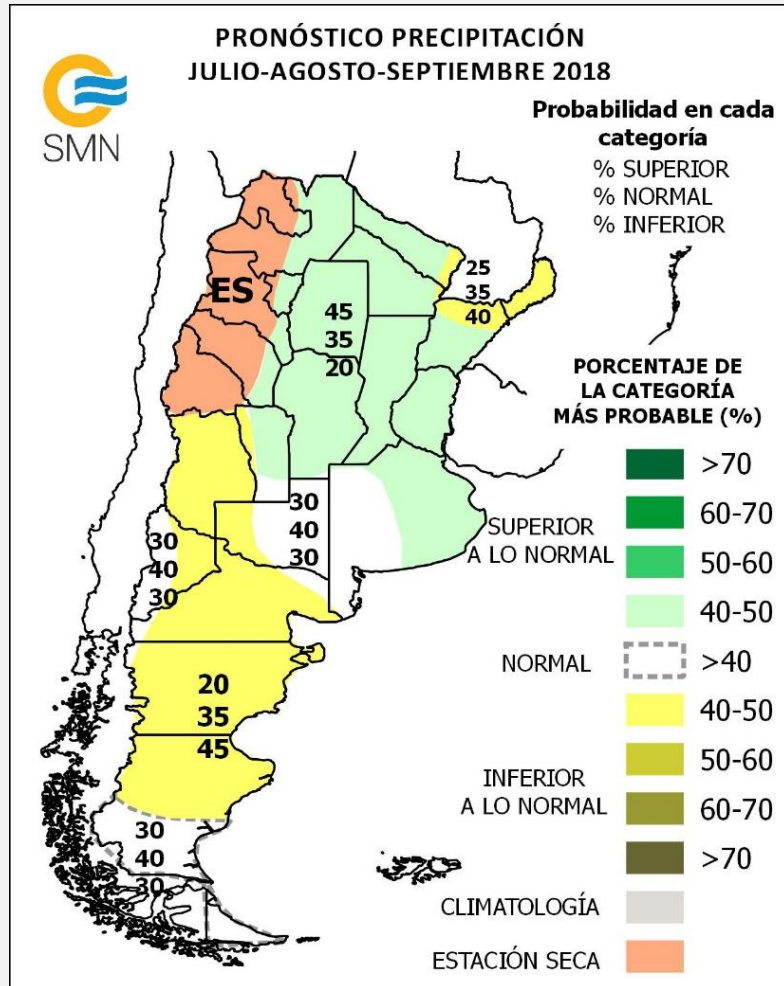 PRONÓSTICO PRECIPITACIÓN
JULIO-AGOSTO-SEPTIEMBRE 2018
SMN
Probabilidad en cada
categoría
% SUPERIOR
% NORMAL
% INFERIOR
ES
25
35
40
45
35
20
30
40
30
30
40
30
20
35
45
30
40
30
PORCENTAJE DE
LA CATEGORÍA
MÁS PROBABLE (%)
>70
60-70
SUPERIOR
A LO NORMAL
50-60
40-50
NORMAL
>40
40-50
50-60
INFERIOR
A LO NORMAL
60-70
>70
CLIMATOLOGÍA
ESTACIÓN SECA